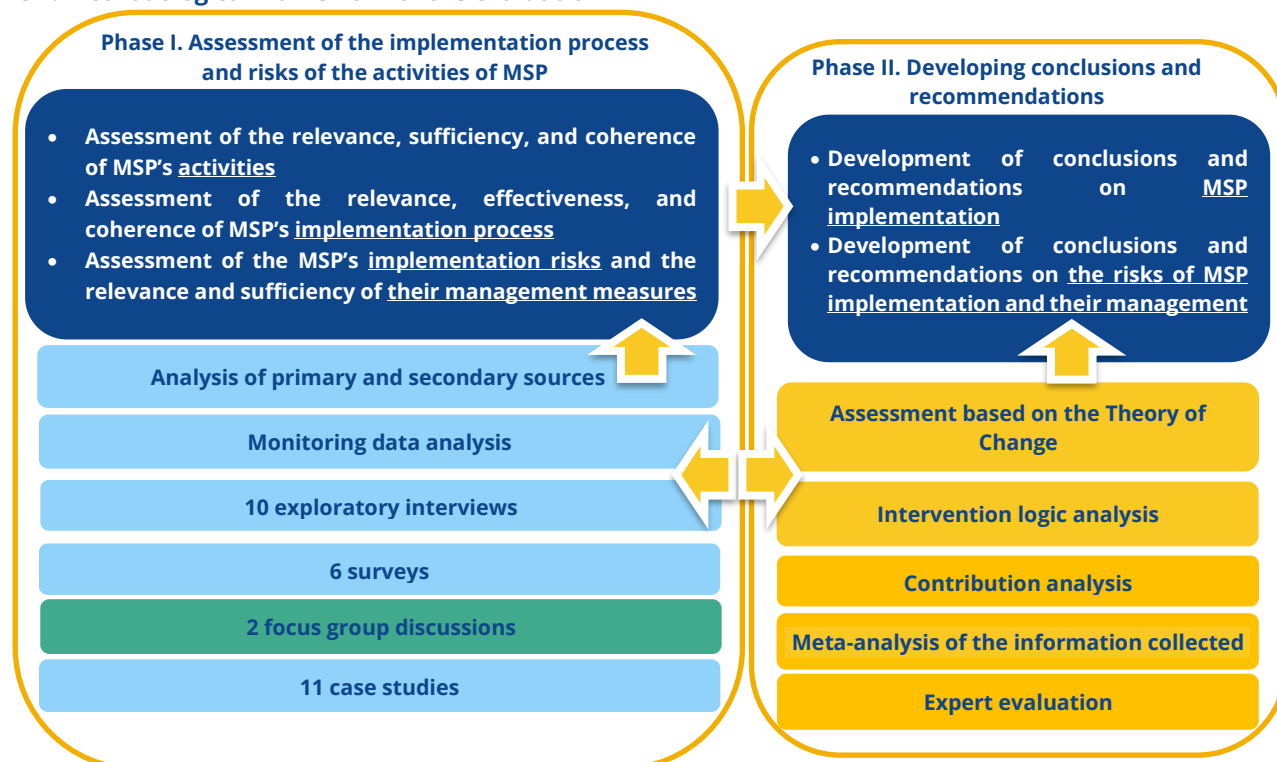 Phase I. Assessment of the implementation process
and risks of the activities of MSP
• Assessment of the relevance, sufficiency, and coherence
of MSP's activities
• Assessment of the relevance, effectiveness, and
coherence of MSP's implementation process
• Assessment of the MSP's implementation risks and the
relevance and sufficiency of their management measures
Analysis of primary and secondary sources
Monitoring data analysis
10 exploratory interviews
6 surveys
2 focus group discussions
11 case studies
Phase II. Developing conclusions and
recommendations
• Development of conclusions and
recommendations on MSP
implementation
• Development of conclusions and
recommendations on the risks of MSP
implementation and their management
Assessment based on the Theory of
Change
Intervention logic analysis
Contribution analysis
Meta-analysis of the information collected
Expert evaluation